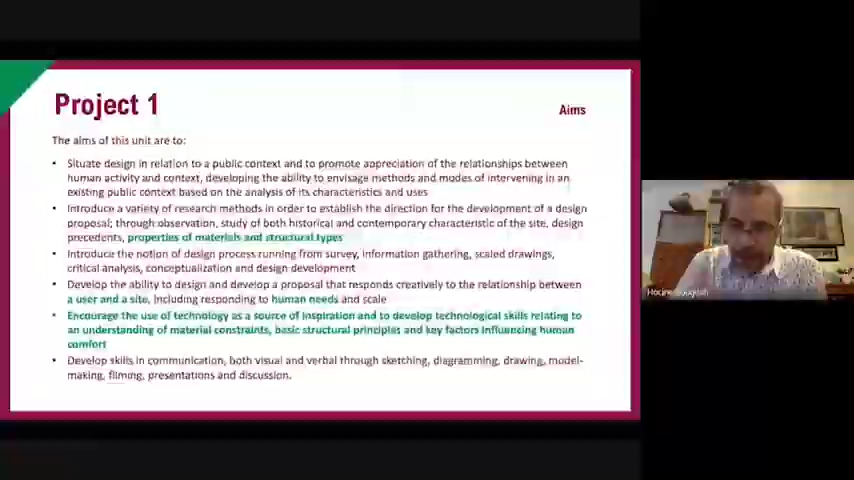 Project 1
Aims
The aims of this unit are to:
• Situate design in relation to a public context and to promote appreciation of the relationships between
human activity and context, developing the ability to envisage methods and modes of intervening in an
existing public context based on the analysis of its characteristics and uses
• Introduce a variety of research methods in order to establish the direction for the development of a design
proposal; through observation, study of both historical and contemporary characteristic of the site, design
precedents, properties of materials and structural types
• Introduce the notion of design process running from survey, information gathering, scaled drawings,
critical analysis, conceptualization and design development
• Develop the ability to design and develop a proposal that responds creatively to the relationship between
a user and a site, including responding to human needs and scale
• Encourage the use of technology as a source of inspiration and to develop technological skills relating to
an understanding of material constraints, basic structural principles and key factors influencing human
comfort
• Develop skills in communication, both visual and verbal through sketching, diagramming, drawing, model-
making, filming, presentations and discussion.